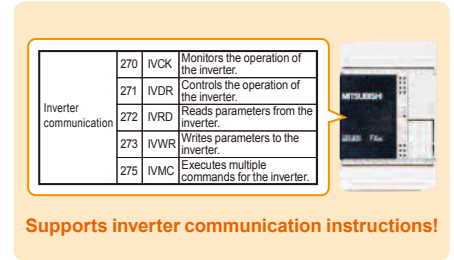 Inverter
communication
270 IVCK Monitors the operation of
the inverter.
271 IVDR Controls the operation of
the inverter.
272 IVRD Reads parameters from the
inverter.
273 IVWR Writes parameters to the
inverter.
275 IVMC Executes multiple
commands for the inverter.
MITSUBISHI
Supports inverter communication instructions!